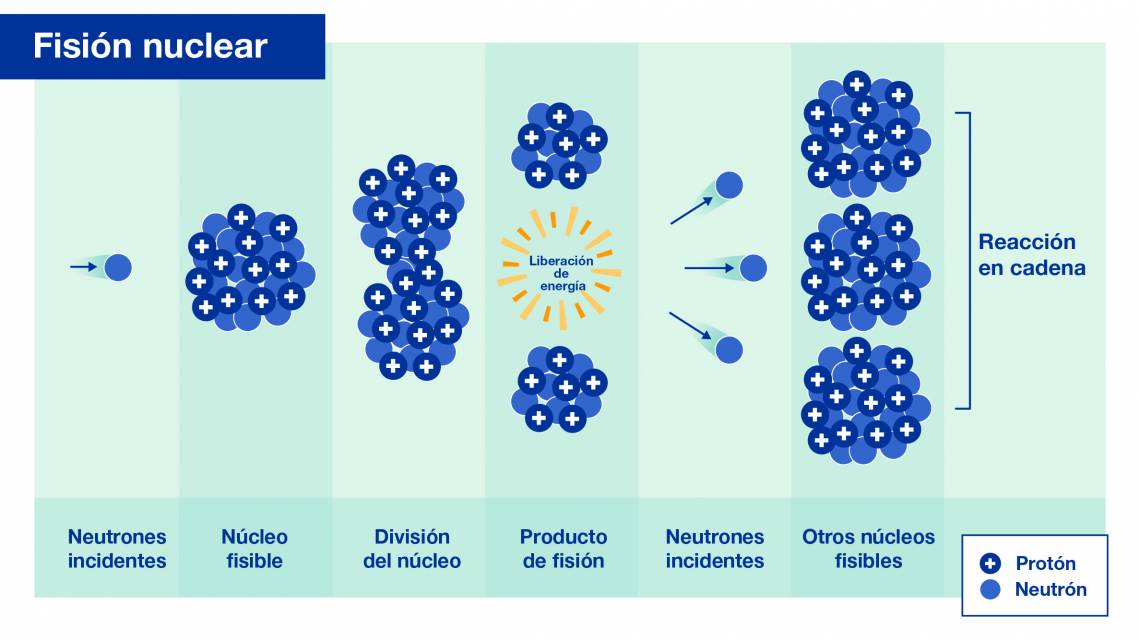 Fisión nuclear
Liberación
de
energía
Reacción
en cadena
Neutrones
incidentes
Núcleo
fisible
División
del núcleo
Producto
de fisión
Neutrones
incidentes
Otros núcleos
fisibles
Protón
Neutrón